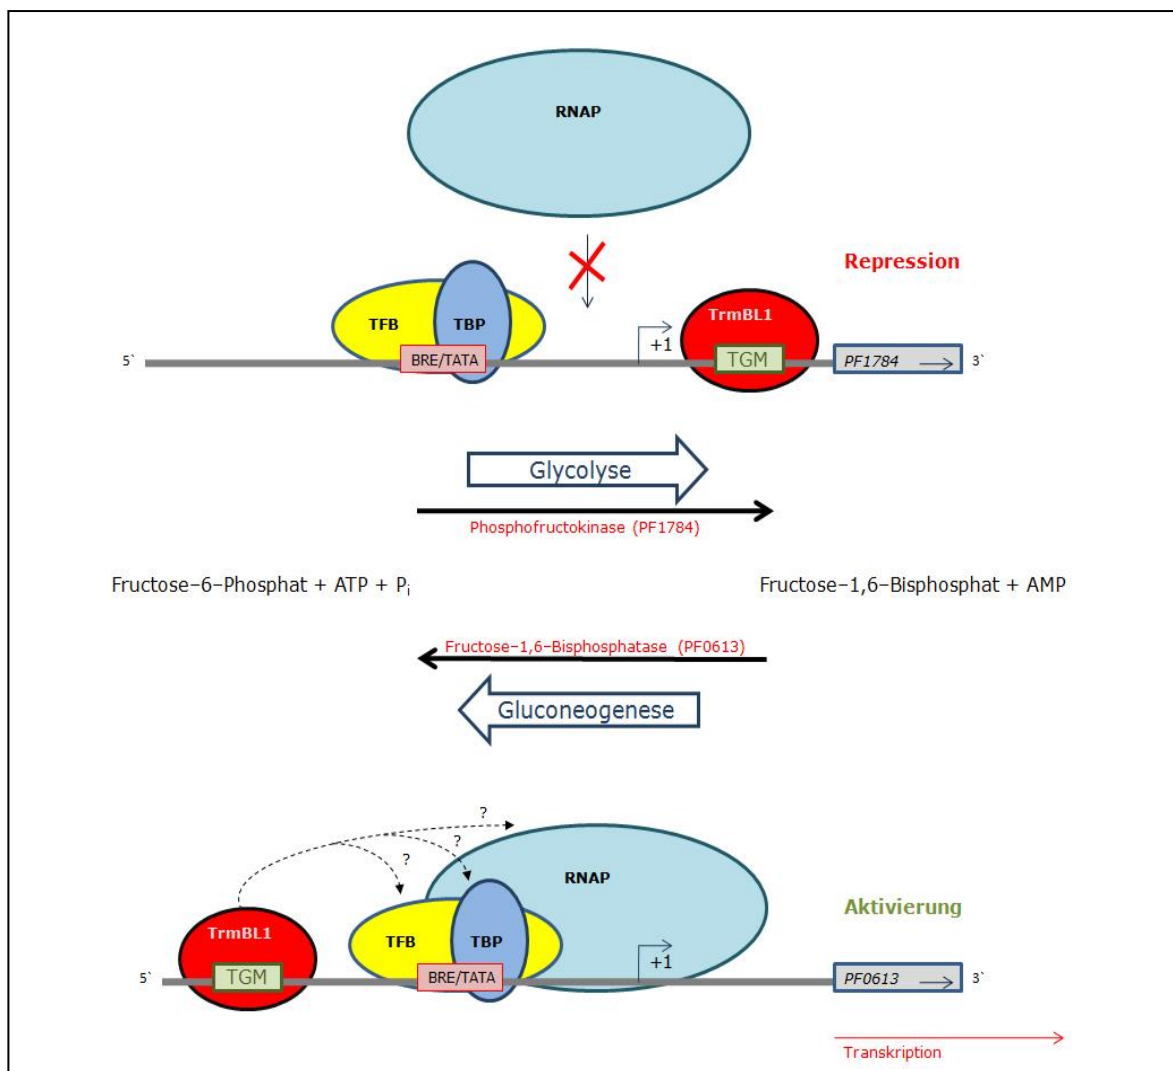 RNAP
Repression
TrmBL1
TFB TBP
+1
BRE/TATA
TGM
5` PF1784 3`
Glycolyse
Phosphofructokinase (PF1784)
Fructose-6-Phosphat + ATP + Pi Fructose-1,6-Bisphosphat + AMP
Fructose-1,6-Bisphosphatase (PF0613)
Gluconeogenese
?
?
?
RNAP
Aktivierung
TrmBL1
TFB TBP
+1
5` TGM BRE/TATA PF0613 3`
Transkription